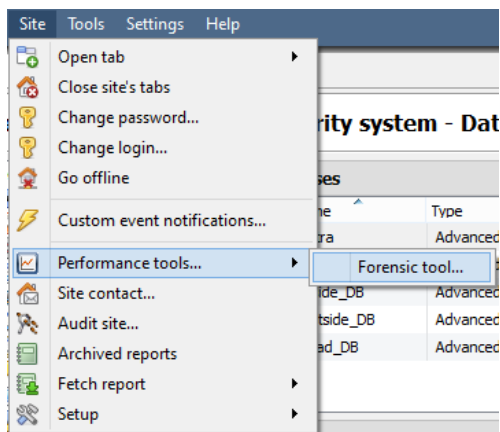 Site Tools Settings Help
Open tab
Close site's tabs
Change password...
Change login...
Go offline
Custom event notifications...
Performance tools...
Site contact...
Audit site...
Archived reports
Fetch report
Setup
Forensic tool...
rity system - Dat
ses
ne Type
tra Advanced
ide_DB Advanced
tside_DB Advanced
ad_DB Advanced